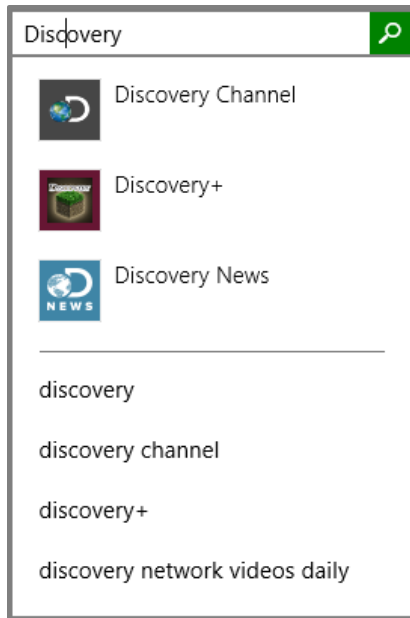 Discovery
Discovery Channel
Discovery+
Discovery News
NEWS
discovery
discovery channel
discovery+
discovery network videos daily